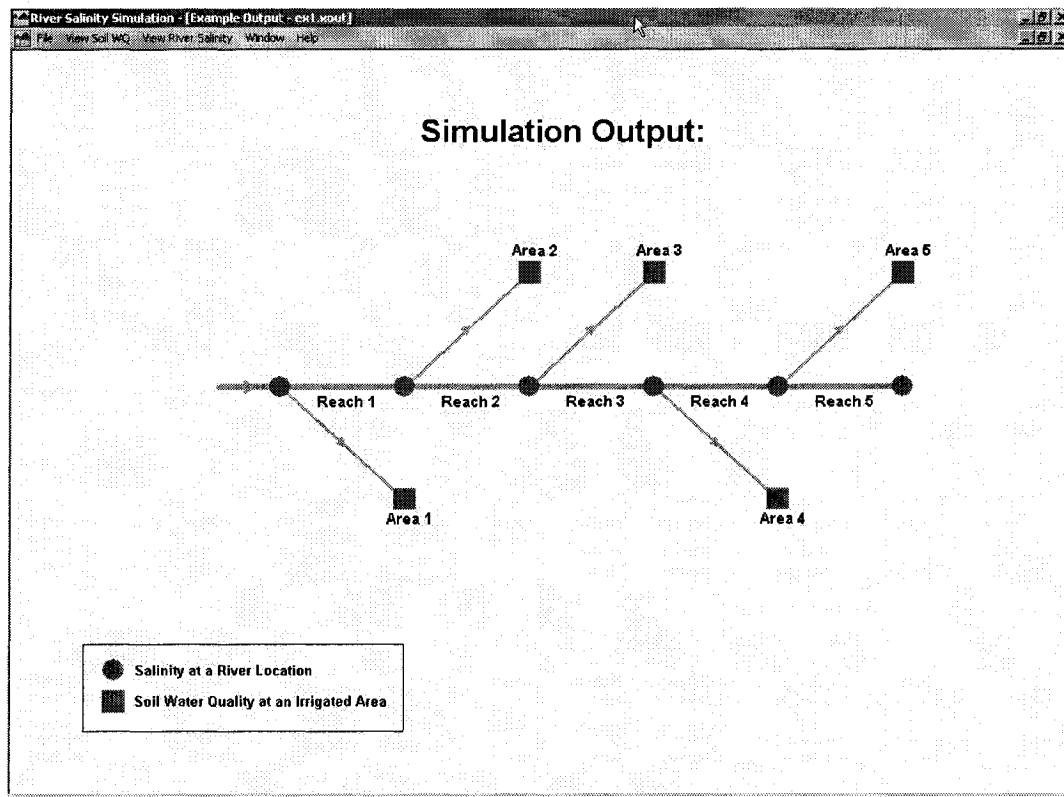 River Salinity Simulation - [Example Output - ex1.xout]
File View Soil WQ View River Salinity Window Help
Simulation Output:
Area 2 Area 3 Area 5
Reach 1 Reach 2 Reach 3 Reach 4 Reach 5
Area 1 Area 4
Salinity at a River Location
Soil Water Quality at an Irrigated Area